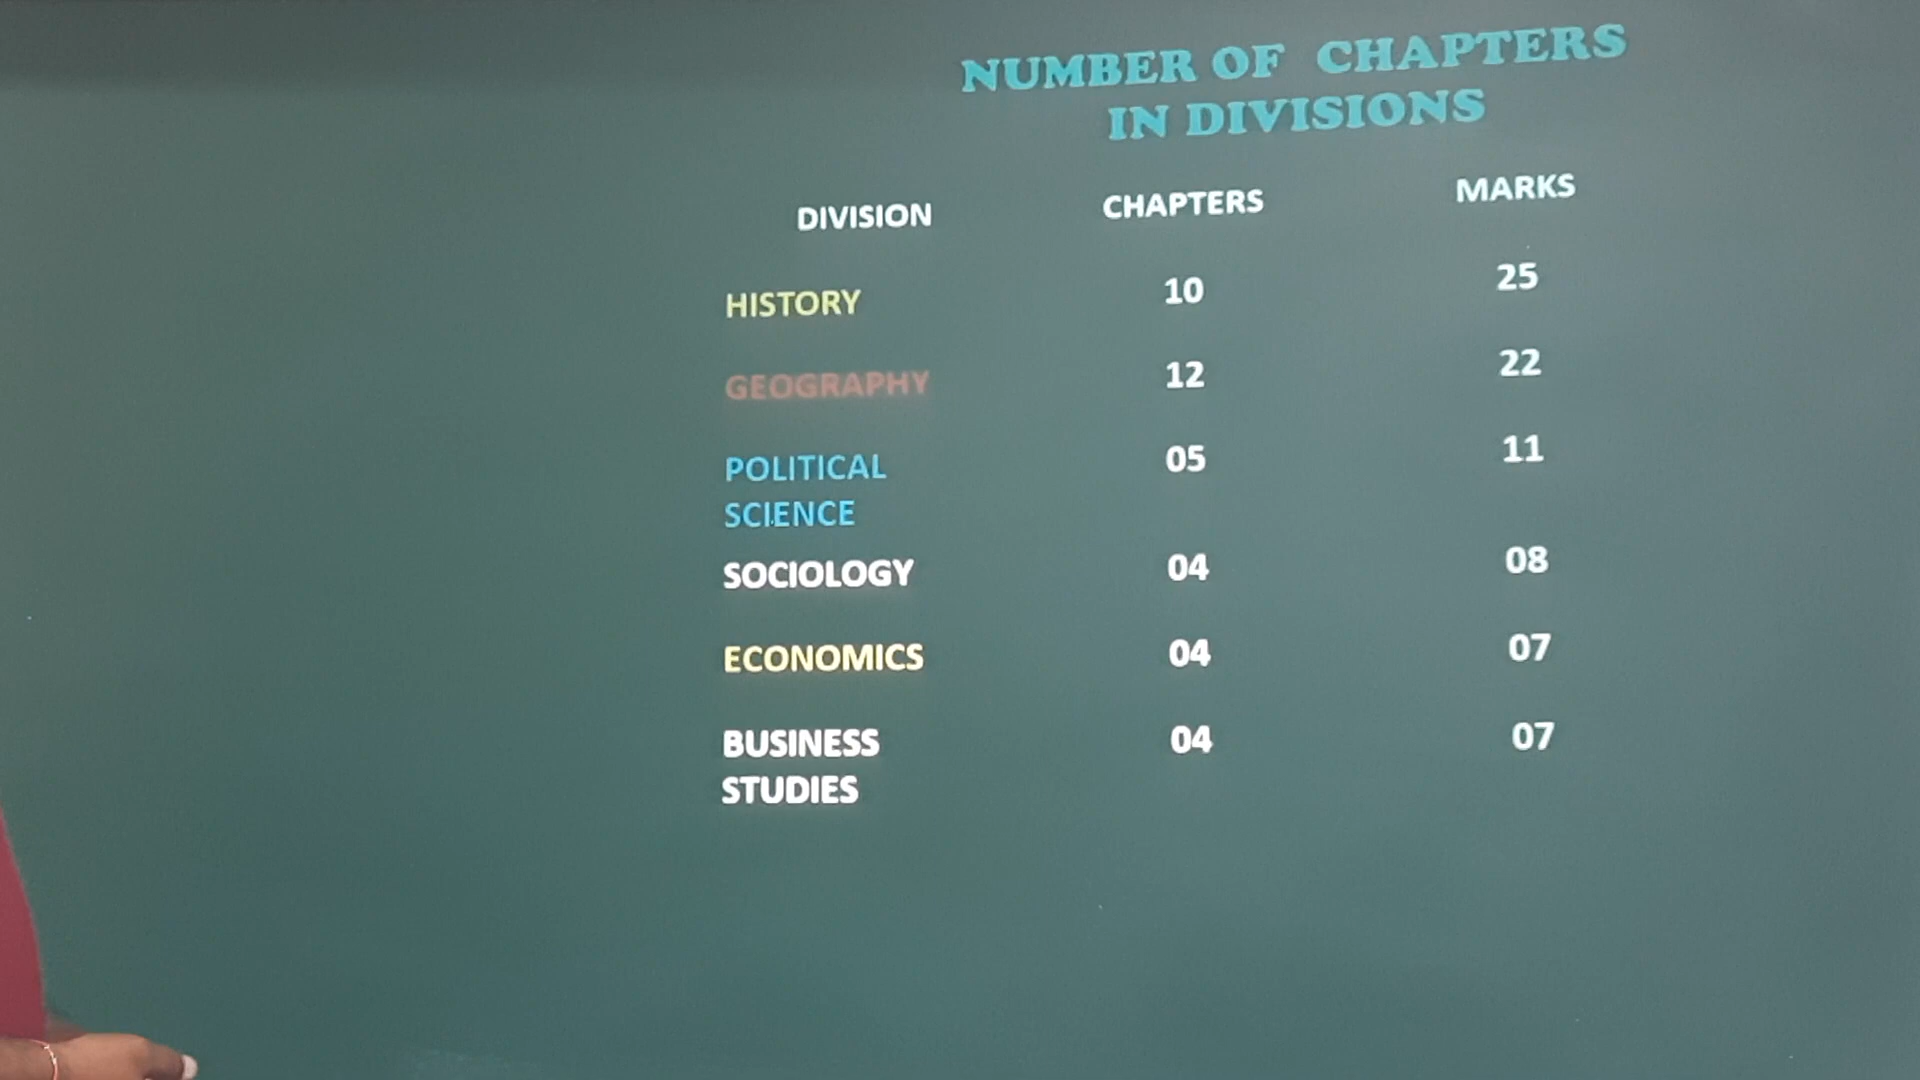 NUMBER OF CHAPTERS
IN DIVISIONS
DIVISION CHAPTERS MARKS
HISTORY 10 25
GEOGRAPHY 12 22
POLITICAL 05 11
SCIENCE
SOCIOLOGY 04 08
ECONOMICS 04 07
BUSINESS 04 07
STUDIES